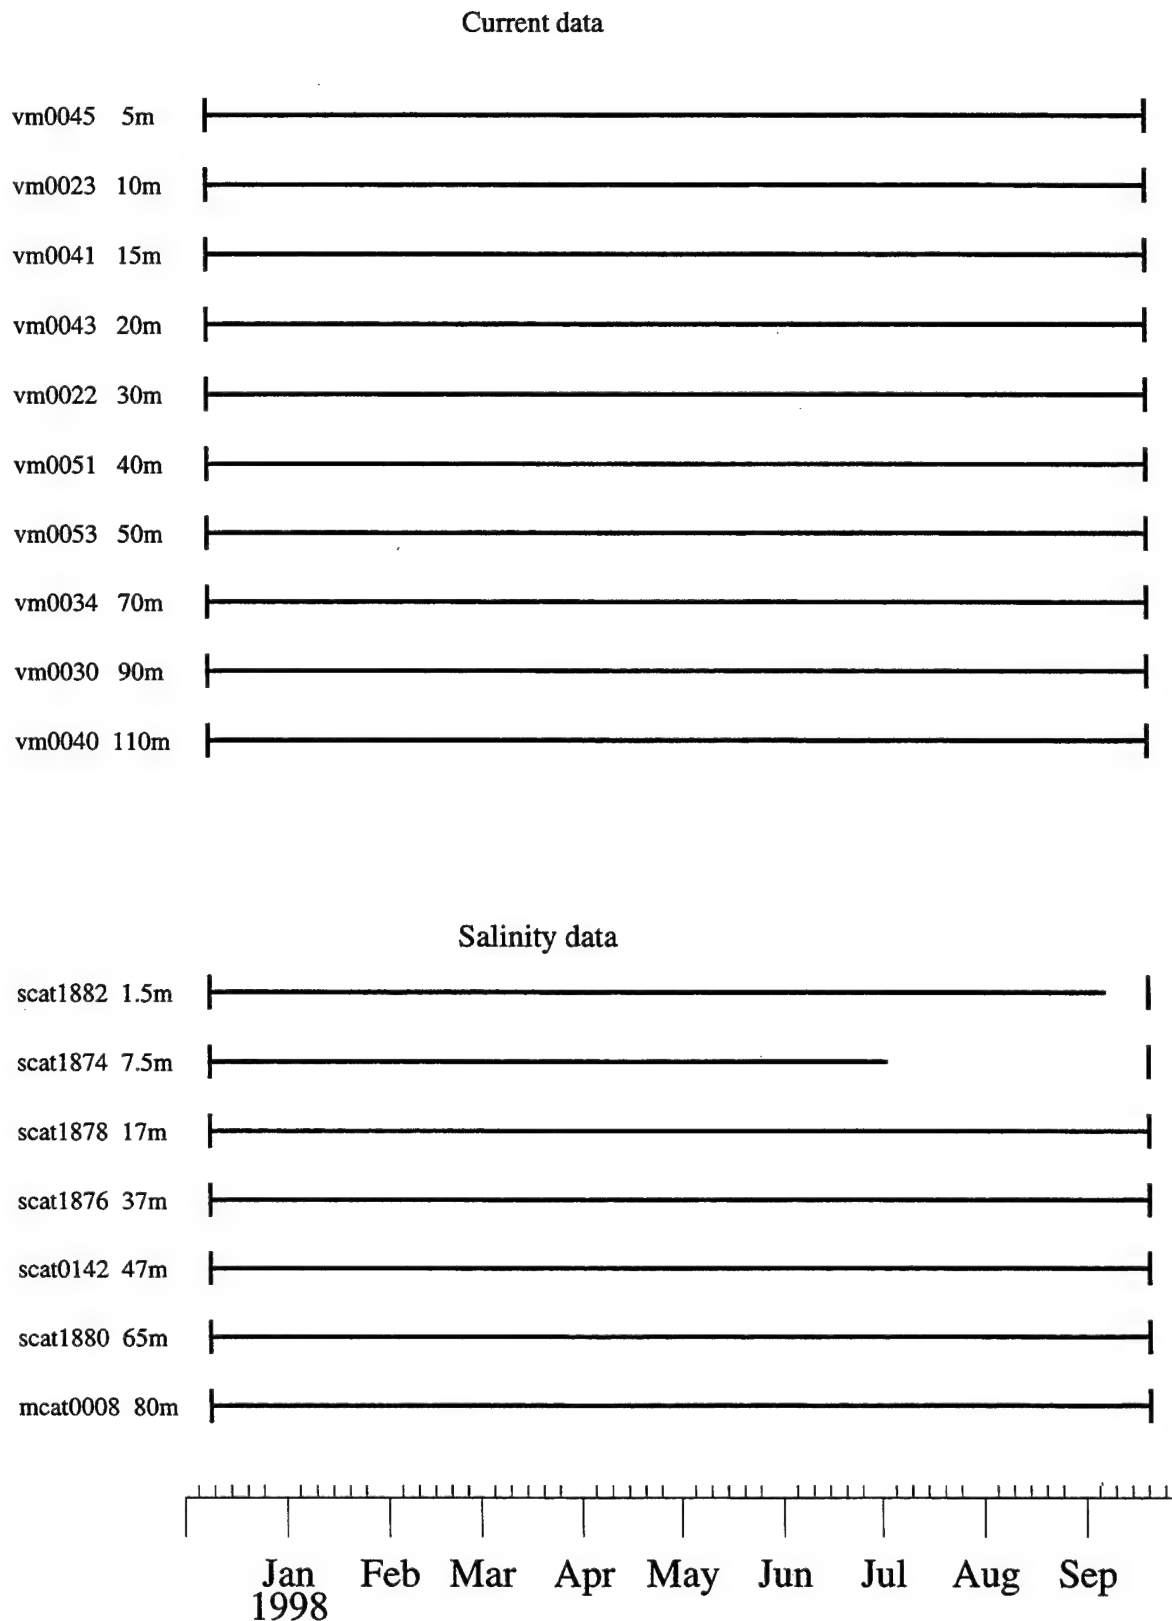 Current data
vm0045 5m
vm0023 10m
vm0041 15m
vm0043 20m
vm0022 30m
vm0051 40m
vm0053 50m
vm0034 70m
vm0030 90m
vm0040 110m
Salinity data
scat1882 1.5m
scat1874 7.5m
scat1878 17m
scat1876 37m
scat0142 47m
scat1880 65m
mcat0008 80m
Jan Feb Mar Apr May Jun Jul Aug Sep
1998